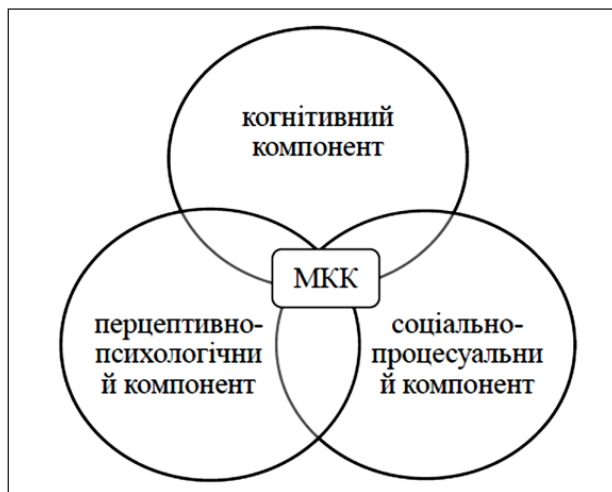 когнітивний
компонент
МКК
перцептивно-
психологічни
й компонент
соціально-
процесуальни
й компонент